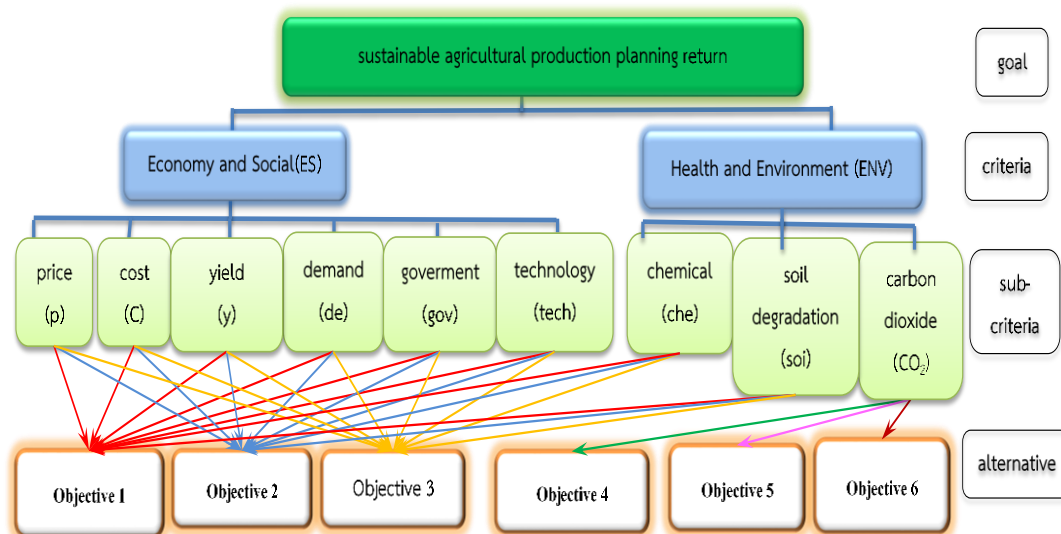 sustainable agricultural production planning return
goal
Economy and Social(ES)
Health and Environment (ENV)
criteria
price
(p)
cost
(C)
yield
(y)
demand
(de)
goverment
(gov)
technology
(tech)
chemical
(che)
soil
degradation
(soi)
carbon
dioxide
(CO₂)
sub-
criteria
Objective 1
Objective 2
Objective 3
Objective 4
Objective 5
Objective 6
alternative